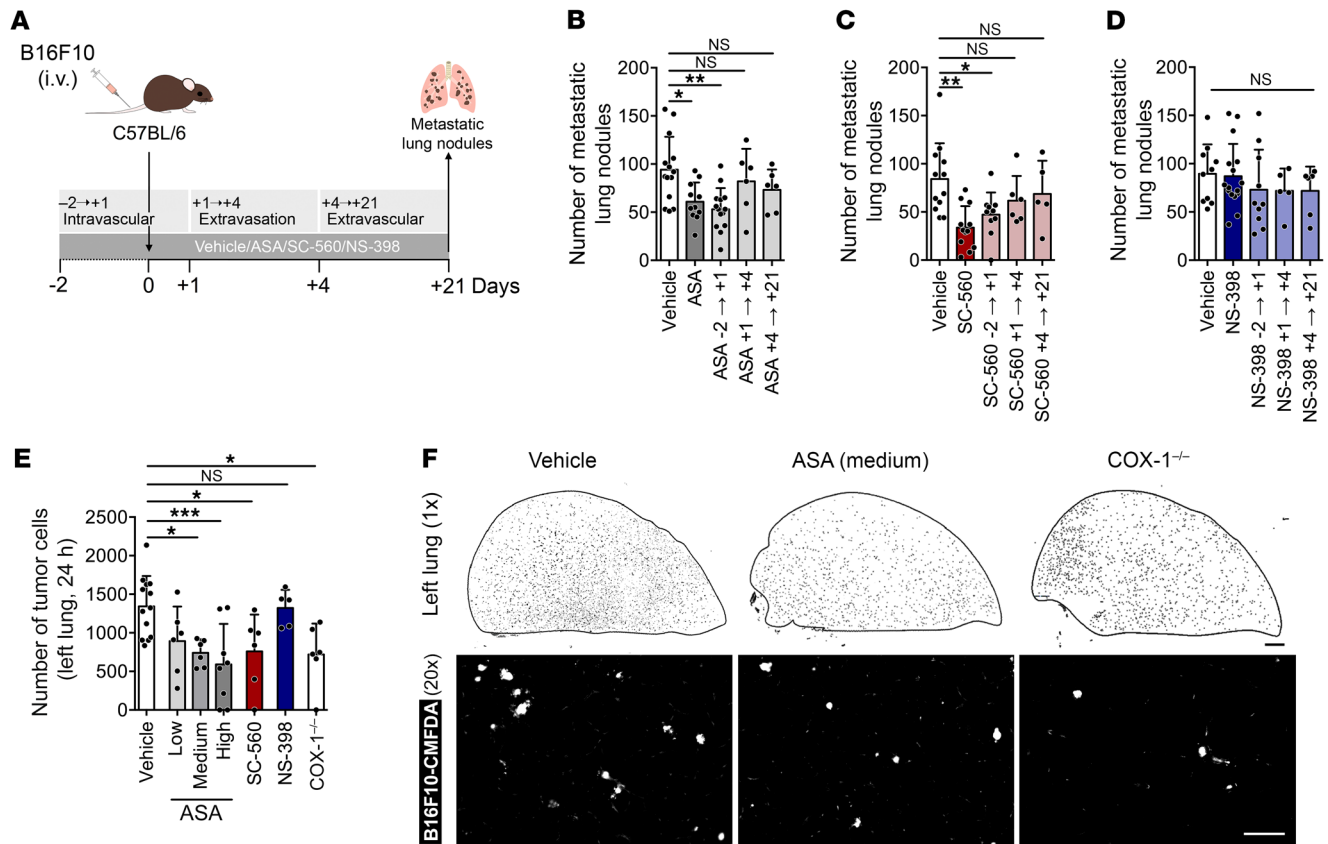 A
B16F10
(i.v.)
C57BL/6
Metastatic
lung nodules
–2→+1
Intravascular
+1→+4
Extravasation
+4→+21
Extravascular
Vehicle/ASA/SC-560/NS-398
-2
0
+1
+4
+21 Days
B
NS
NS
**
*
Number of metastatic
lung nodules
200
150
100
50
0
Vehicle
ASA
ASA -2 → +1
ASA +1 → +4
ASA +4 → +21
C
NS
NS
*
**
Number of metastatic
lung nodules
200
150
100
50
0
Vehicle
SC-560
SC-560 -2 → +1
SC-560 +1 → +4
SC-560 +4 → +21
D
NS
Number of metastatic
lung nodules
200
150
100
50
0
Vehicle
NS-398
NS-398 -2 → +1
NS-398 +1 → +4
NS-398 +4 → +21
E
*
NS
*
***
*
Number of tumor cells
(left lung, 24 h)
2500
2000
1500
1000
500
0
Vehicle
Low
Medium
High
SC-560
NS-398
COX-1–/–
ASA
F
Vehicle
ASA (medium)
COX-1–/–
Left lung (1x)
B16F10-CMFDA (20x)